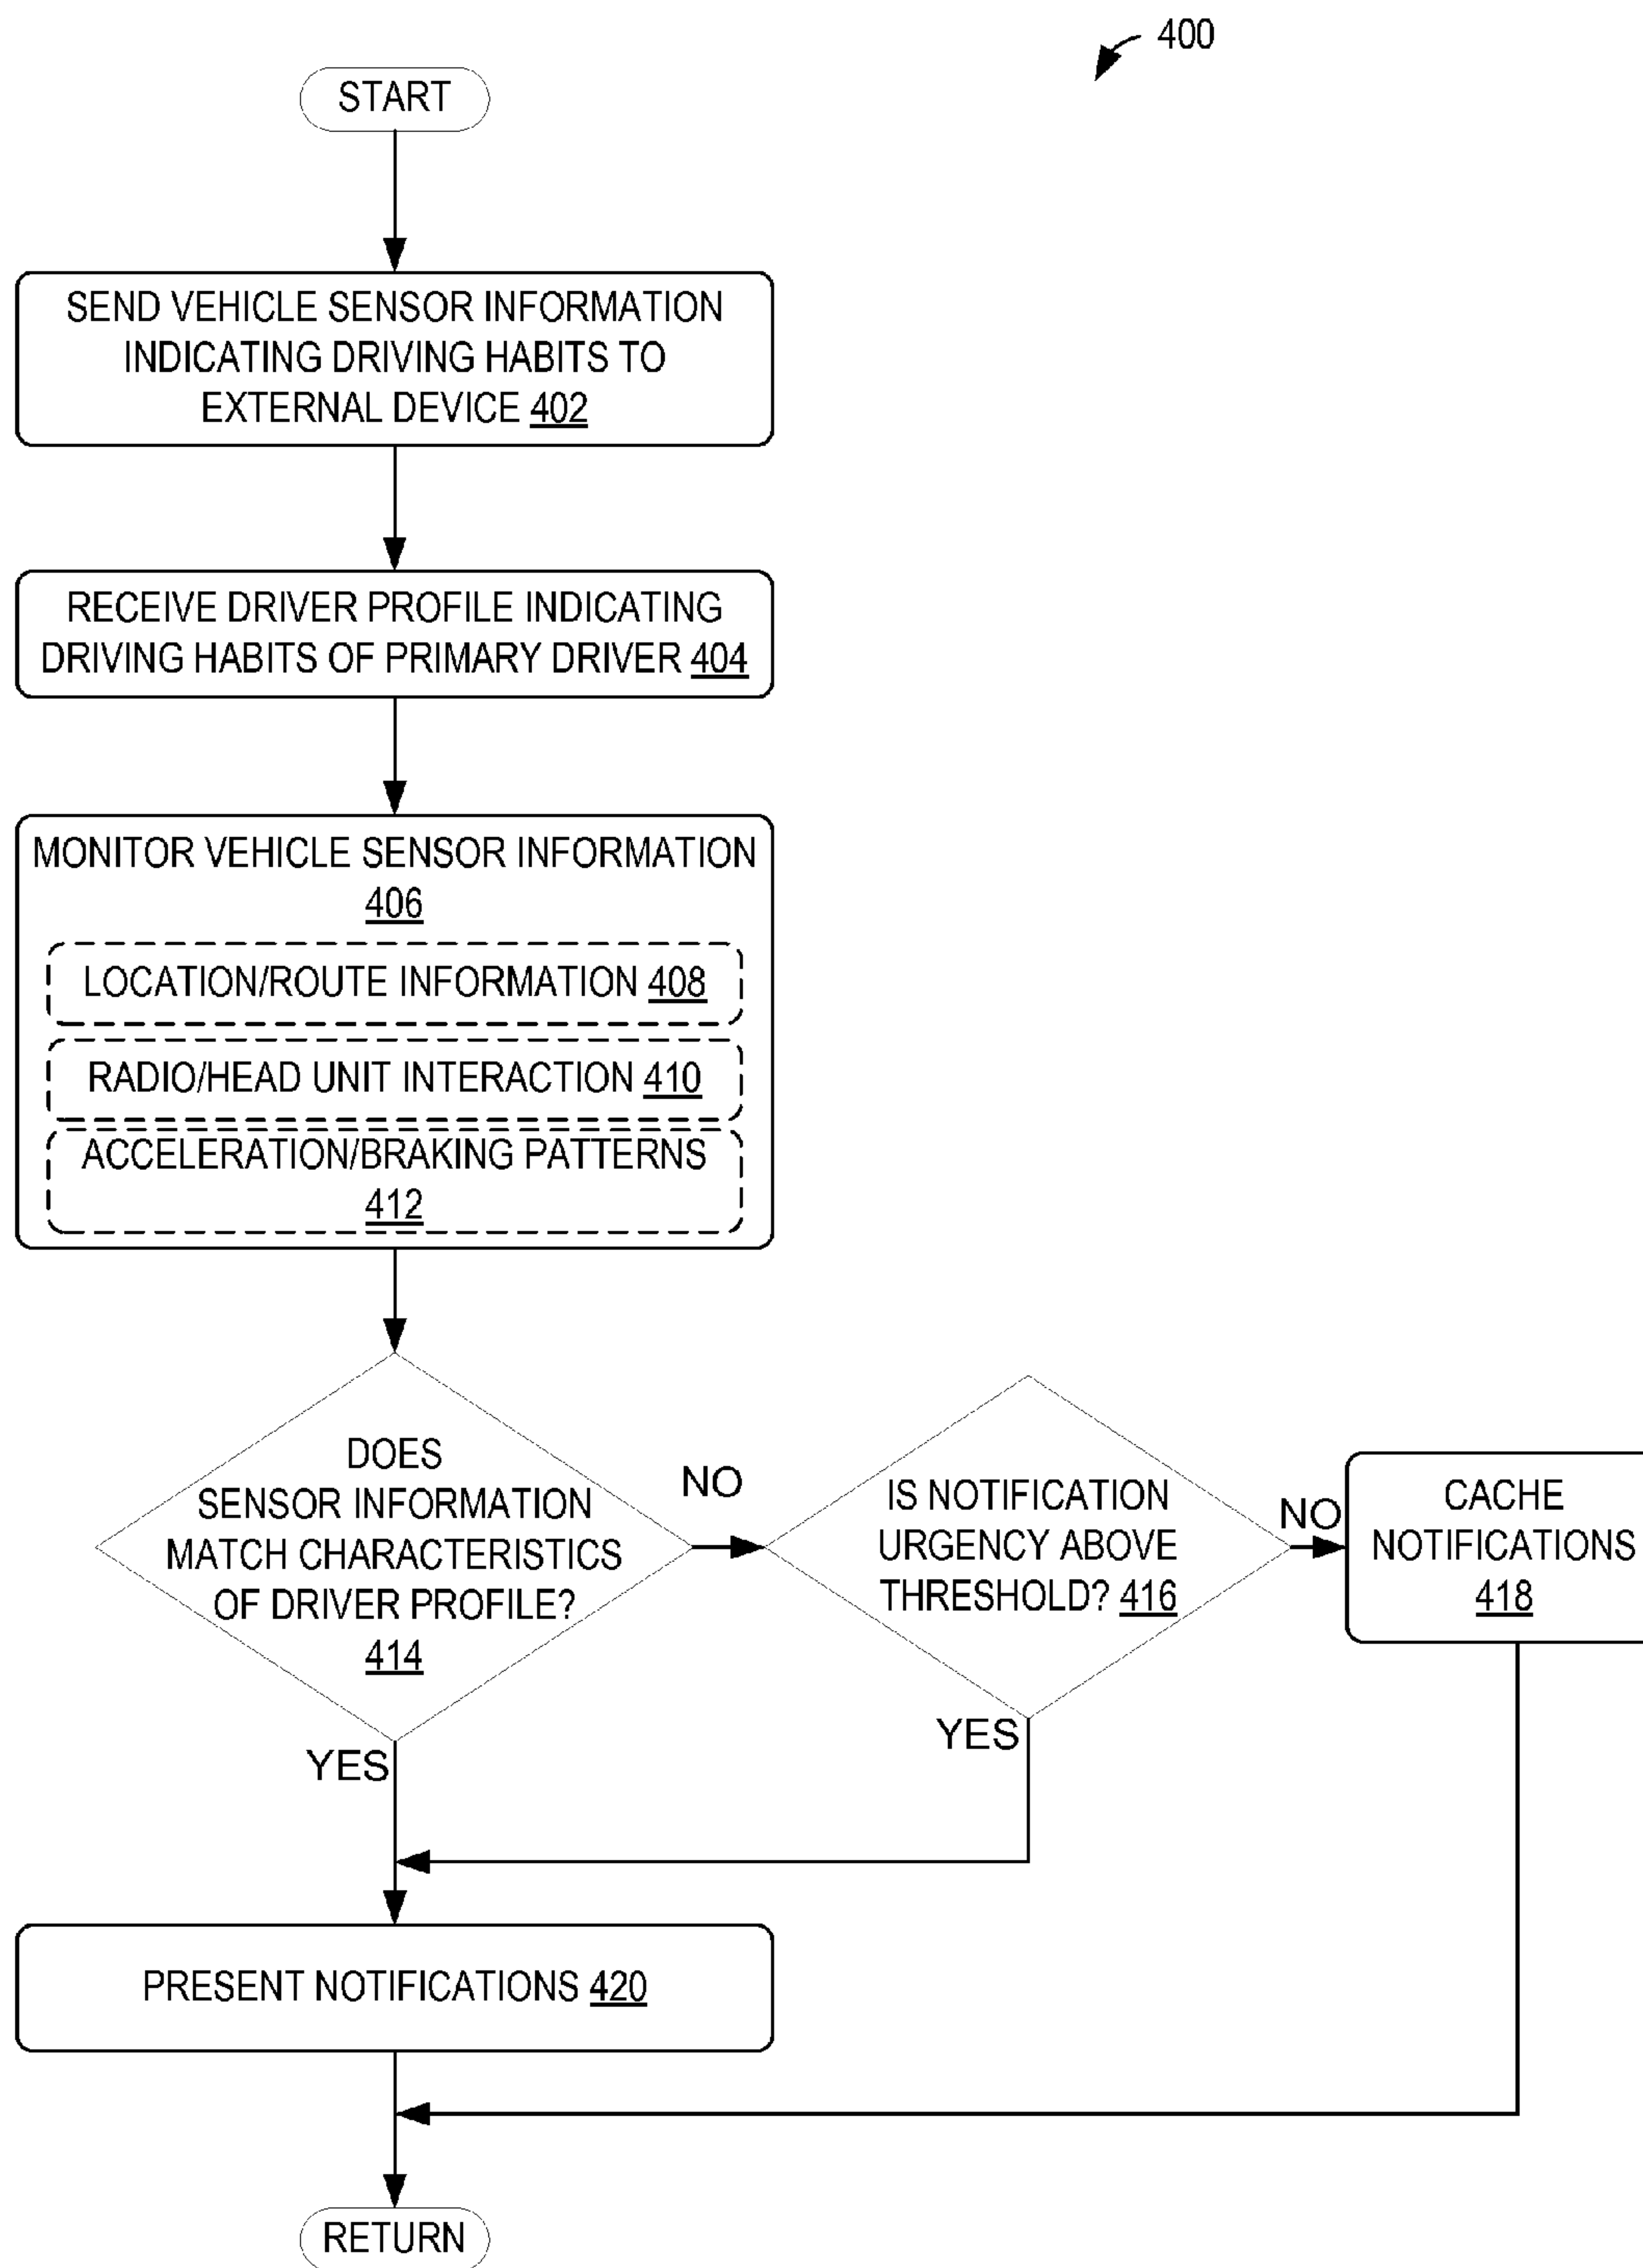 400
START
SEND VEHICLE SENSOR INFORMATION
INDICATING DRIVING HABITS TO
EXTERNAL DEVICE 402
RECEIVE DRIVER PROFILE INDICATING
DRIVING HABITS OF PRIMARY DRIVER 404
MONITOR VEHICLE SENSOR INFORMATION
406
LOCATION/ROUTE INFORMATION 408
RADIO/HEAD UNIT INTERACTION 410
ACCELERATION/BRAKING PATTERNS
412
DOES
SENSOR INFORMATION
MATCH CHARACTERISTICS
OF DRIVER PROFILE?
414
NO
IS NOTIFICATION
URGENCY ABOVE
THRESHOLD? 416
NO
CACHE
NOTIFICATIONS
418
YES
YES
PRESENT NOTIFICATIONS 420
RETURN